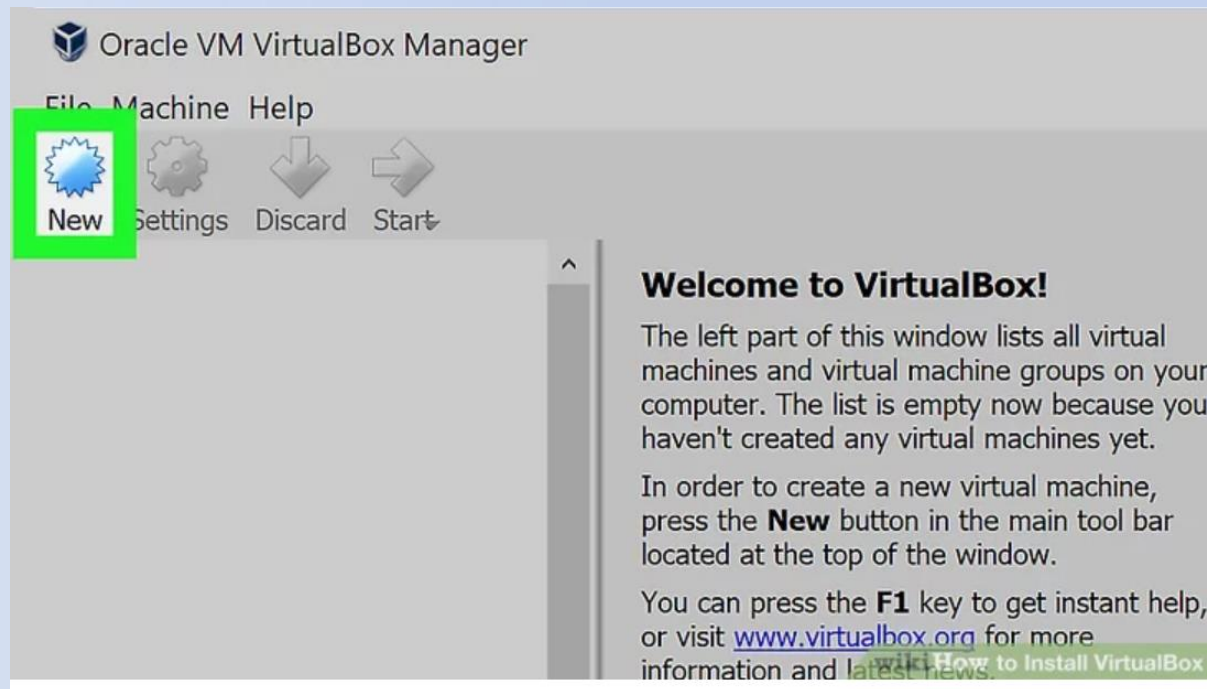 Oracle VM VirtualBox Manager
File Machine Help
New Settings Discard Start
Welcome to VirtualBox!
The left part of this window lists all virtual
machines and virtual machine groups on your
computer. The list is empty now because you
haven't created any virtual machines yet.
In order to create a new virtual machine,
press the New button in the main tool bar
located at the top of the window.
You can press the F1 key to get instant help,
or visit www.virtualbox.org for more
information and latest news.
wikiHow to Install VirtualBox